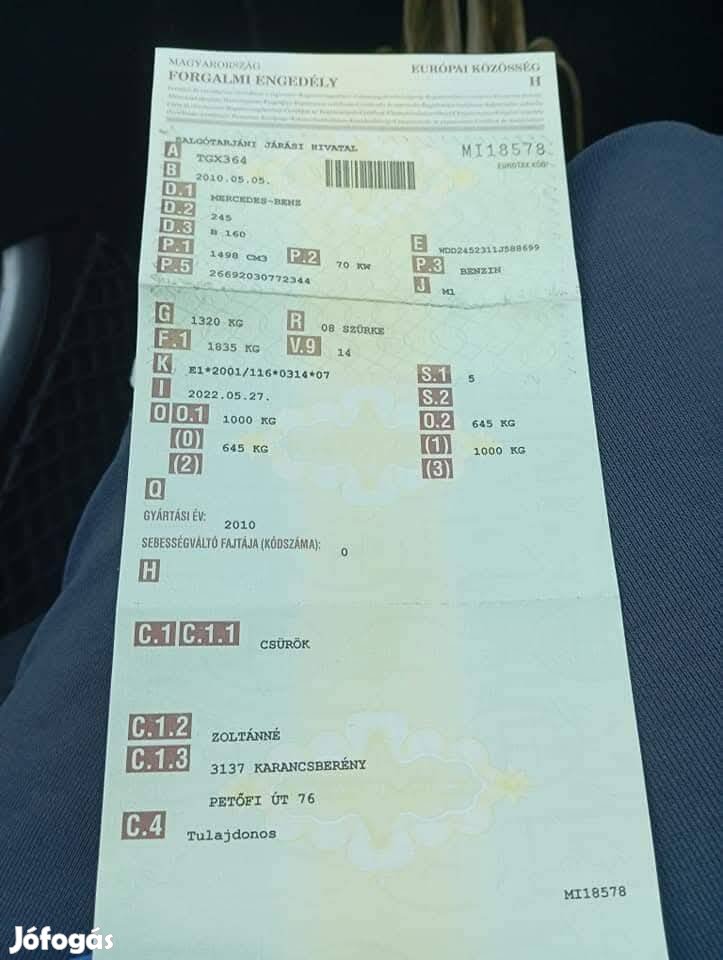 MAGYARORSZÁG
EURÓPAI KÖZÖSSÉG
FORGALMI ENGEDÉLY
H
SALGÓTARJÁNI JÁRÁSI HIVATAL
MI18578
A TGX364
B 2010.05.05.
D.1 MERCEDES-BENZ
D.2 245
D.3 B 160
E WDD2452311J588699
P.1 1498 CM3 P.2 70 KW P.3 BENZIN
P.5 26692030772344 J M1
G 1320 KG R 08 SZÜRKE
F.1 1835 KG V.9 14
K E1*2001/116*0314*07 S.1 5
I 2022.05.27. S.2
O O.1 1000 KG O.2 645 KG
(0) 645 KG (1) 1000 KG
(2) (3)
Q
GYÁRTÁSI ÉV: 2010
SEBESSÉGVÁLTÓ FAJTÁJA (KÓDSZÁMA): 0
H
C.1 C.1.1 CSÜRÖK
C.1.2 ZOLTÁNNÉ
C.1.3 3137 KARANCSBERÉNY
PETŐFI ÚT 76
C.4 Tulajdonos
MI18578
Jófogás